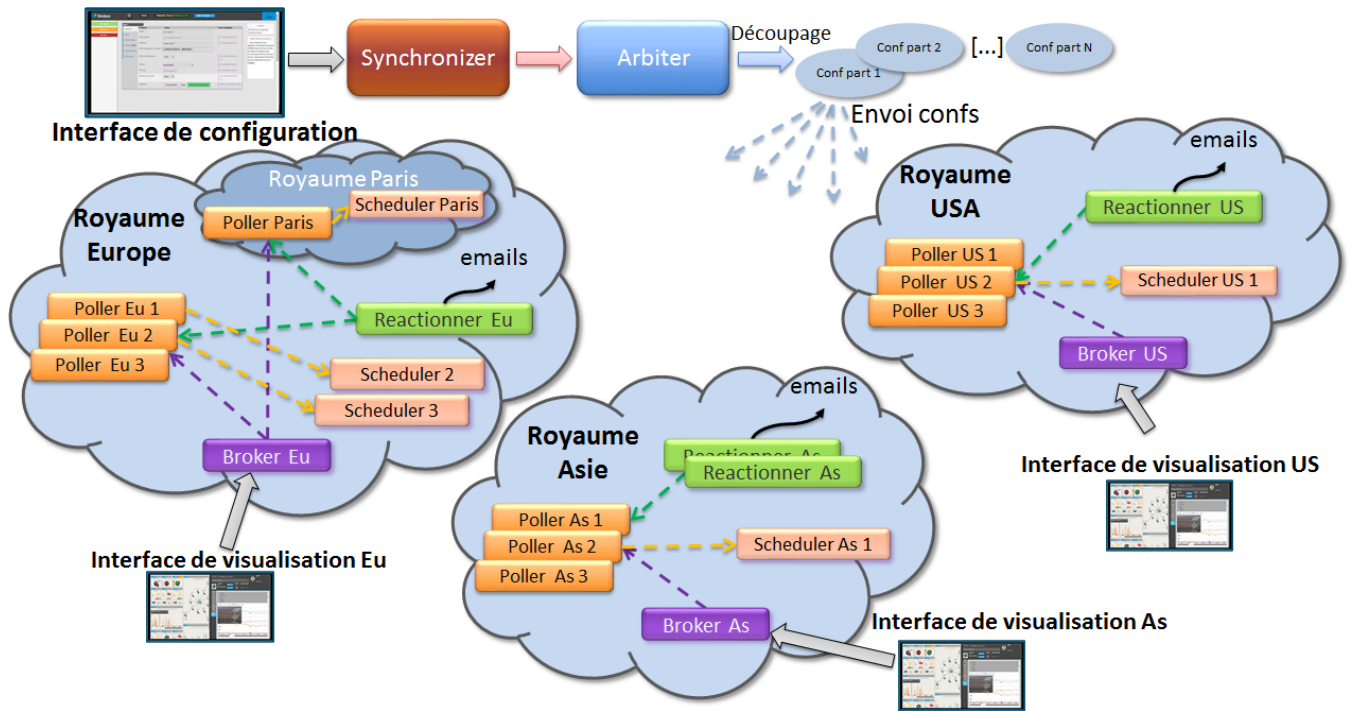 Synchronizer
Arbiter
Découpage
Conf part 1
Conf part 2
[...]
Conf part N
Interface de configuration
Envoi confs
Royaume Paris
Poller Paris
Scheduler Paris
Royaume
Europe
emails
Poller Eu 1
Poller Eu 2
Poller Eu 3
Reactionner Eu
Scheduler 2
Scheduler 3
Broker Eu
Interface de visualisation Eu
Royaume
USA
emails
Reactionner US
Poller US 1
Poller US 2
Poller US 3
Scheduler US 1
Broker US
Interface de visualisation US
Royaume
Asie
emails
Reactionner As
Reactionner As
Poller As 1
Poller As 2
Poller As 3
Scheduler As 1
Broker As
Interface de visualisation As